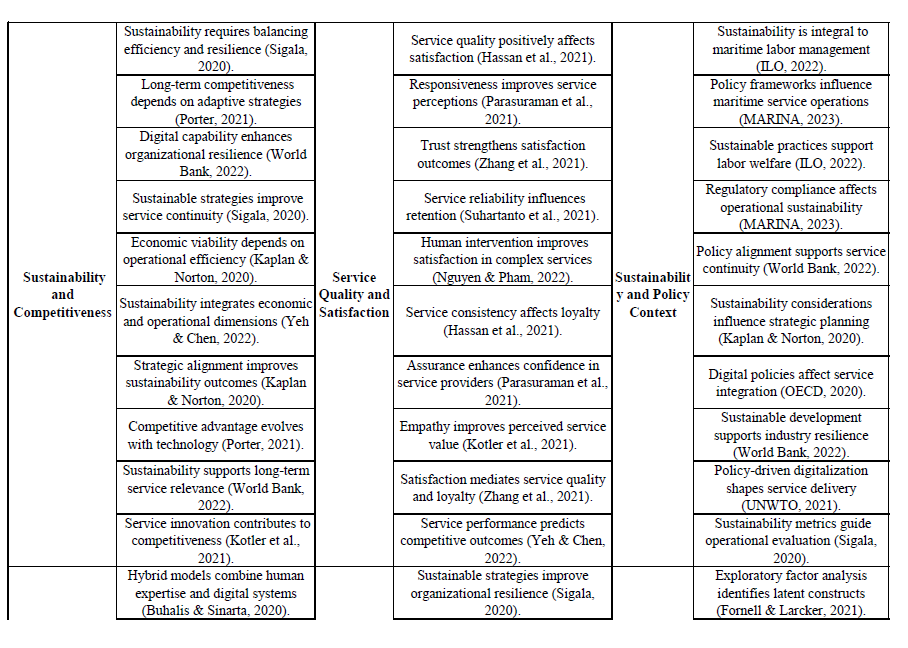 Sustainability requires balancing
efficiency and resilience (Sigala,
2020).
Long-term competitiveness
depends on adaptive strategies
(Porter, 2021).
Digital capability enhances
organizational resilience (World
Bank, 2022).
Sustainable strategies improve
service continuity (Sigala, 2020).
Economic viability depends on
operational efficiency (Kaplan &
Norton, 2020).
Sustainability
and
Competitiveness
Sustainability integrates economic
and operational dimensions (Yeh
& Chen, 2022).
Strategic alignment improves
sustainability outcomes (Kaplan
& Norton, 2020).
Competitive advantage evolves
with technology (Porter, 2021).
Sustainability supports long-term
service relevance (World Bank,
2022).
Service innovation contributes to
competitiveness (Kotler et al.,
2021).
Hybrid models combine human
expertise and digital systems
(Buhalis & Sinarta, 2020).
Service quality positively affects
satisfaction (Hassan et al., 2021).
Responsiveness improves service
perceptions (Parasuraman et al.,
2021).
Trust strengthens satisfaction
outcomes (Zhang et al., 2021).
Service reliability influences
retention (Suhartanto et al., 2021).
Human intervention improves
satisfaction in complex services
(Nguyen & Pham, 2022).
Service
Quality and
Satisfaction
Service consistency affects loyalty
(Hassan et al., 2021).
Assurance enhances confidence in
service providers (Parasuraman et al.,
2021).
Empathy improves perceived service
value (Kotler et al., 2021).
Satisfaction mediates service quality
and loyalty (Zhang et al., 2021).
Service performance predicts
competitive outcomes (Yeh & Chen,
2022).
Sustainable strategies improve
organizational resilience (Sigala,
2020).
Sustainability is integral to
maritime labor management
(ILO, 2022).
Policy frameworks influence
maritime service operations
(MARINA, 2023).
Sustainable practices support
labor welfare (ILO, 2022).
Regulatory compliance affects
operational sustainability
(MARINA, 2023).
Policy alignment supports service
continuity (World Bank, 2022).
Sustainabilit
y and Policy
Context
Sustainability considerations
influence strategic planning
(Kaplan & Norton, 2020).
Digital policies affect service
integration (OECD, 2020).
Sustainable development
supports industry resilience
(World Bank, 2022).
Policy-driven digitalization
shapes service delivery
(UNWTO, 2021).
Sustainability metrics guide
operational evaluation (Sigala,
2020).
Exploratory factor analysis
identifies latent constructs
(Fornell & Larcker, 2021).